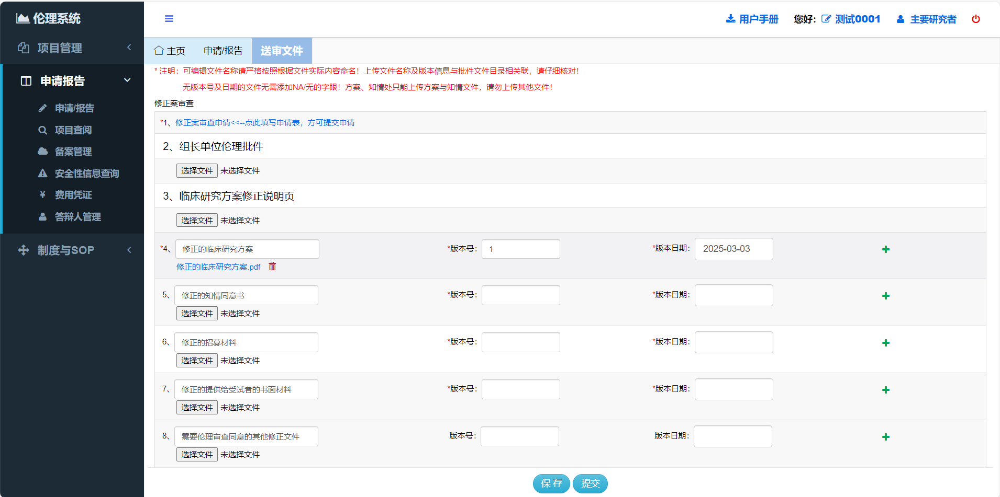 伦理系统
用户手册 您好： 测试0001 主要研究者
项目管理
申请报告
申请/报告
项目查阅
备案管理
安全性信息查询
¥ 费用凭证
答辩人管理
制度与SOP
主页 申请/报告 送审文件
* 注明：可编辑文件名称请严格按照根据文件实际内容命名！上传文件名称及版本信息与批件文件目录相关联，请仔细核对！
无版本号及日期的文件无需添加NA/无的字眼！方案、知情处只能上传方案与知情文件，请勿上传其他文件！
修正案审查
*1、修正案审查申请<<--点此填写申请表，方可提交申请
2、组长单位伦理批件
选择文件 未选择文件
3、临床研究方案修正说明页
选择文件 未选择文件
*4、 修正的临床研究方案 *版本号： 1 *版本日期： 2025-03-03
修正的临床研究方案.pdf
5、 修正的知情同意书 *版本号： *版本日期：
选择文件 未选择文件
6、 修正的招募材料 *版本号： *版本日期：
选择文件 未选择文件
7、 修正的提供给受试者的书面材料 *版本号： *版本日期：
选择文件 未选择文件
8、 需要伦理审查同意的其他修正文件 版本号： 版本日期：
选择文件 未选择文件
保 存 提交